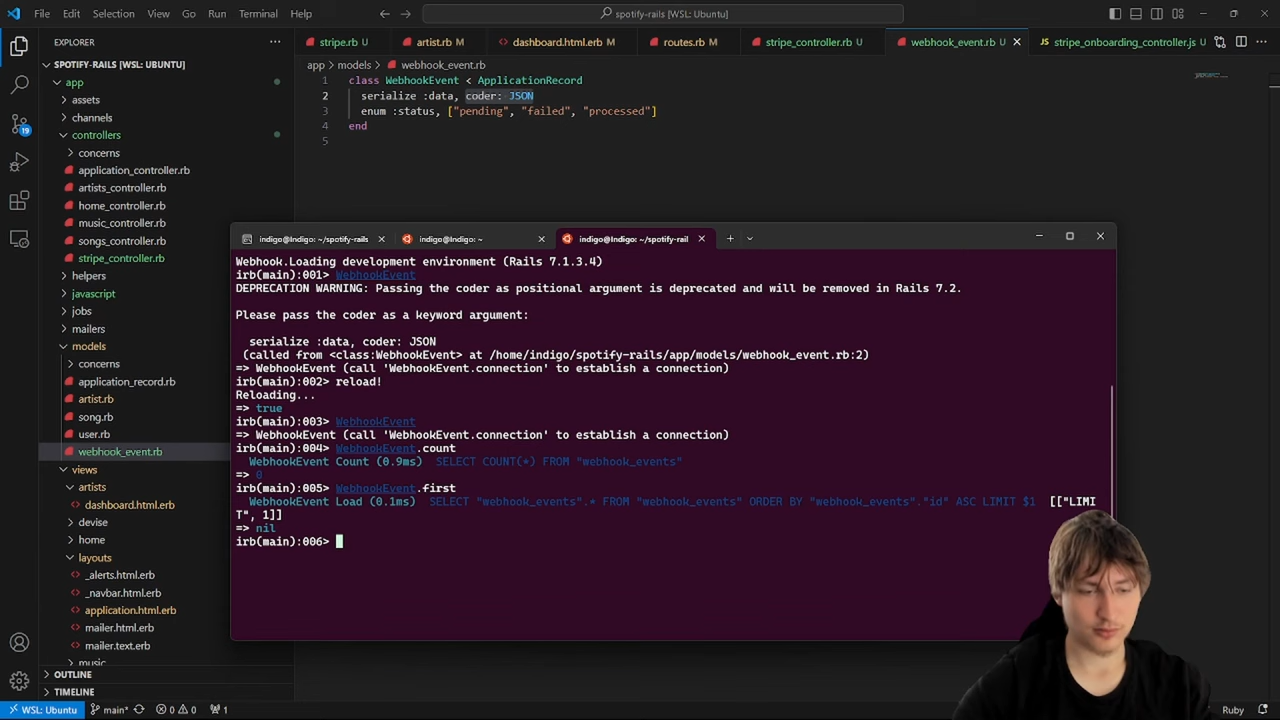 File Edit Selection View Go Run Terminal Help
spotify-rails [WSL: Ubuntu]
EXPLORER
SPOTIFY-RAILS [WSL: UBUNTU]
app
assets
channels
controllers
concerns
application_controller.rb
artists_controller.rb
home_controller.rb
music_controller.rb
songs_controller.rb
stripe_controller.rb
helpers
javascript
jobs
mailers
models
concerns
application_record.rb
artist.rb
song.rb
user.rb
webhook_event.rb
views
artists
dashboard.html.erb
devise
home
layouts
_alerts.html.erb
_navbar.html.erb
application.html.erb
mailer.html.erb
mailer.text.erb
music
OUTLINE
TIMELINE
19
stripe.rb U
artist.rb M
dashboard.html.erb M
routes.rb M
stripe_controller.rb U
webhook_event.rb U
JS stripe_onboarding_controller.js U
app > models > webhook_event.rb
1 class WebhookEvent < ApplicationRecord
2 serialize :data, coder: JSON
3 enum :status, ["pending", "failed", "processed"]
4 end
5
indigo@Indigo: ~/spotify-rails
indigo@Indigo: ~
indigo@Indigo: ~/spotify-rail
Webhook.Loading development environment (Rails 7.1.3.4)
irb(main):001> WebhookEvent
DEPRECATION WARNING: Passing the coder as positional argument is deprecated and will be removed in Rails 7.2.
Please pass the coder as a keyword argument:
serialize :data, coder: JSON
(called from <class:WebhookEvent> at /home/indigo/spotify-rails/app/models/webhook_event.rb:2)
=> WebhookEvent (call 'WebhookEvent.connection' to establish a connection)
irb(main):002> reload!
Reloading...
=> true
irb(main):003> WebhookEvent
=> WebhookEvent (call 'WebhookEvent.connection' to establish a connection)
irb(main):004> WebhookEvent.count
WebhookEvent Count (0.9ms) SELECT COUNT(*) FROM "webhook_events"
=> 0
irb(main):005> WebhookEvent.first
WebhookEvent Load (0.1ms) SELECT "webhook_events".* FROM "webhook_events" ORDER BY "webhook_events"."id" ASC LIMIT $1 [["LIMI
T", 1]]
=> nil
irb(main):006>
WSL: Ubuntu main* 0 0 1 Ruby